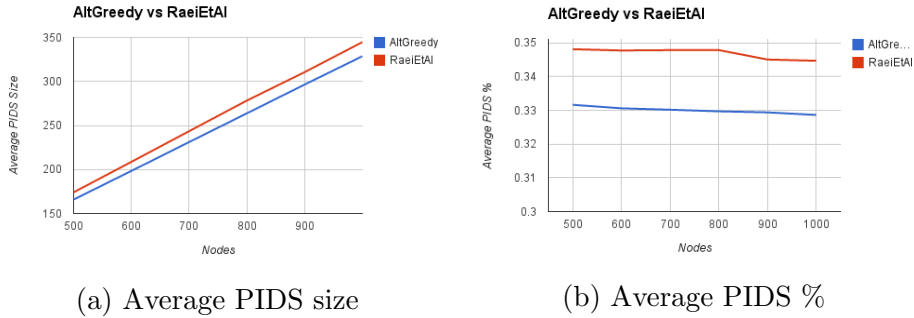 AltGreedy vs RaeiEtAl
350
300
250
200
150
Average PIDS Size
500 600 700 800 900
Nodes
AltGreedy
RaeiEtAl
(a) Average PIDS size
AltGreedy vs RaeiEtAl
0.35
0.34
0.33
0.32
0.31
0.3
Average PIDS %
500 600 700 800 900 1000
Nodes
AltGre...
RaeiEtAl
(b) Average PIDS %